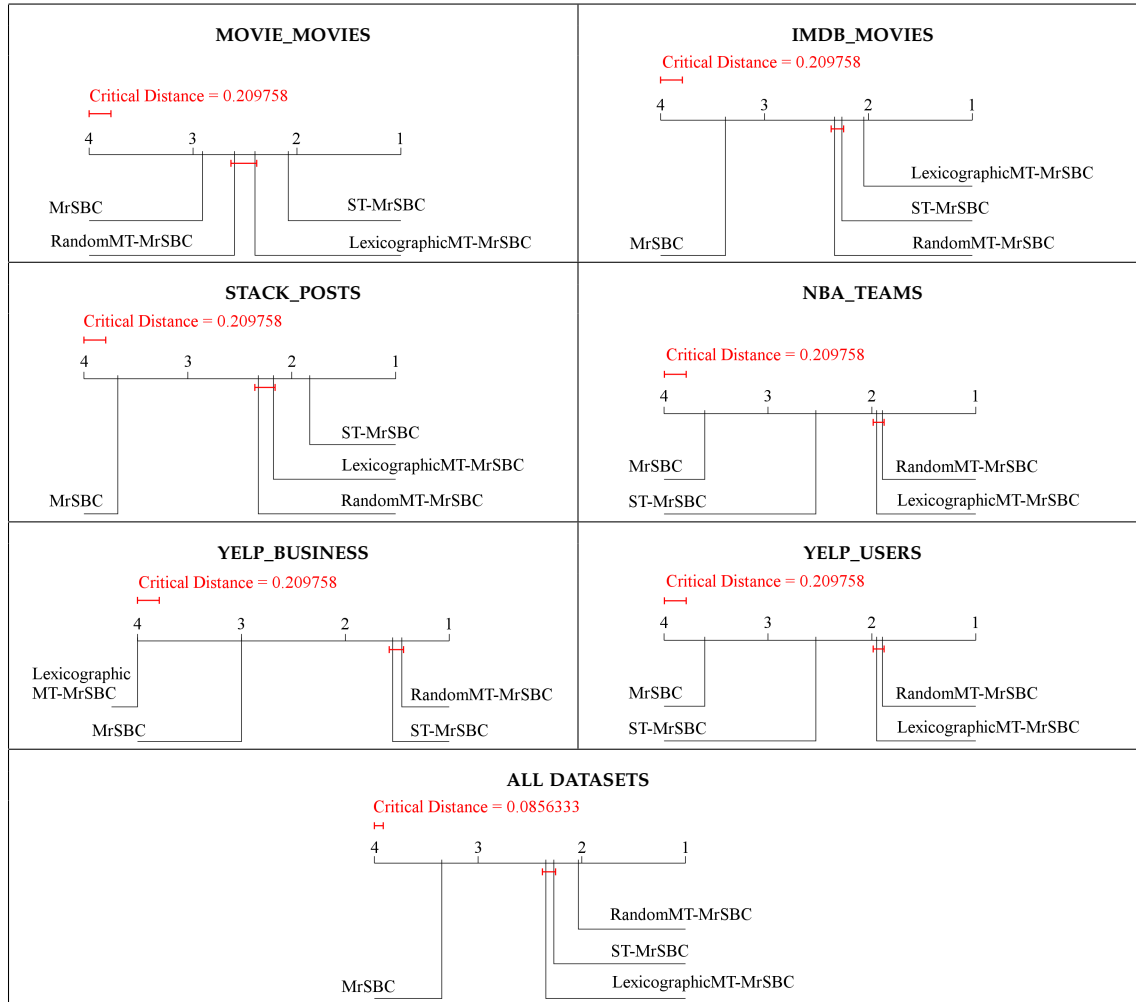 MOVIE_MOVIES
Critical Distance = 0.209758
4 3 2 1
MrSBC
ST-MrSBC
RandomMT-MrSBC
LexicographicMT-MrSBC
IMDB_MOVIES
Critical Distance = 0.209758
4 3 2 1
LexicographicMT-MrSBC
ST-MrSBC
MrSBC
RandomMT-MrSBC
STACK_POSTS
Critical Distance = 0.209758
4 3 2 1
ST-MrSBC
LexicographicMT-MrSBC
MrSBC
RandomMT-MrSBC
NBA_TEAMS
Critical Distance = 0.209758
4 3 2 1
MrSBC
RandomMT-MrSBC
ST-MrSBC
LexicographicMT-MrSBC
YELP_BUSINESS
Critical Distance = 0.209758
4 3 2 1
Lexicographic
MT-MrSBC
RandomMT-MrSBC
MrSBC
ST-MrSBC
YELP_USERS
Critical Distance = 0.209758
4 3 2 1
MrSBC
RandomMT-MrSBC
ST-MrSBC
LexicographicMT-MrSBC
ALL DATASETS
Critical Distance = 0.0856333
4 3 2 1
RandomMT-MrSBC
ST-MrSBC
MrSBC
LexicographicMT-MrSBC